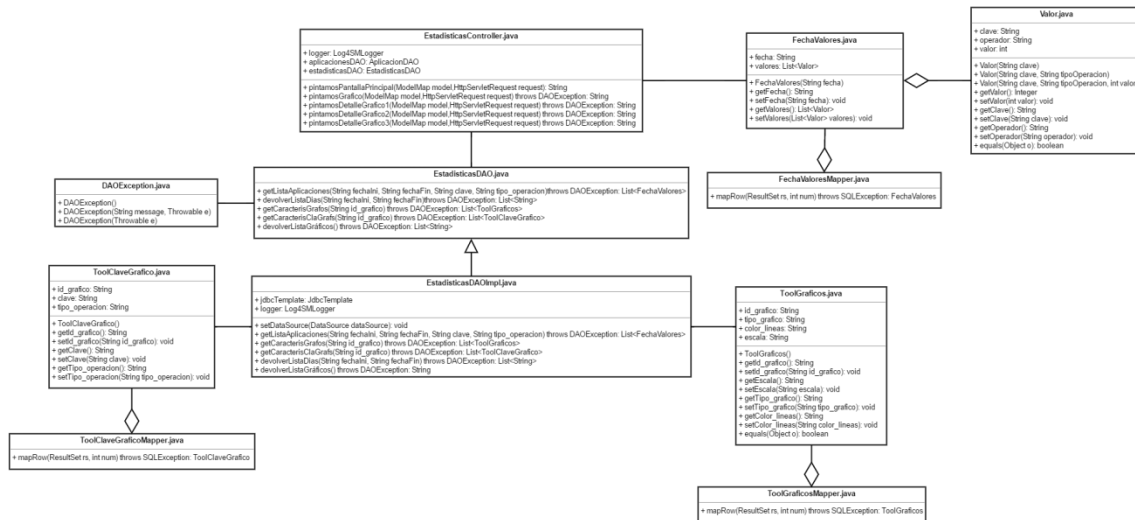 EstadisticasController.java
+ logger: Log4SMLogger
+ aplicacionesDAO: AplicacionDAO
+ estadisticasDAO: EstadisticasDAO
+ pintamosPantallaPrincipal(ModelMap model,HttpServletRequest request): String
+ pintamosGrafico(ModelMap model,HttpServletRequest request) throws DAOException: String
+ pintamosDetalleGrafico1(ModelMap model,HttpServletRequest request) throws DAOException: String
+ pintamosDetalleGrafico2(ModelMap model,HttpServletRequest request) throws DAOException: String
+ pintamosDetalleGrafico3(ModelMap model,HttpServletRequest request) throws DAOException: String
FechaValores.java
+ fecha: String
+ valores: List<Valor>
+ FechaValores(String fecha)
+ getFecha(): String
+ setFecha(String fecha): void
+ getValores(): List<Valor>
+ setValores(List<Valor> valores): void
Valor.java
+ clave: String
+ operador: String
+ valor: int
+ Valor(String clave)
+ Valor(String clave, String tipoOperacion)
+ Valor(String clave, String tipoOperacion, int valor)
+ getValor(): Integer
+ setValor(int valor): void
+ getClave(): String
+ setClave(String clave): void
+ getOperador(): String
+ setOperador(String operador): void
+ equals(Object o): boolean
DAOException.java
+ DAOException()
+ DAOException(String message, Throwable e)
+ DAOException(Throwable e)
EstadisticasDAO.java
+ getListaAplicaciones(String fechaIni, String fechaFin, String clave, String tipo_operacion)throws DAOException: List<FechaValores>
+ devolverListaDias(String fechaIni, String fechaFin)throws DAOException: List<String>
+ getCaracterisGrafos(String id_grafico) throws DAOException: List<ToolGraficos>
+ getCaracterisClaGrafs(String id_grafico) throws DAOException: List<ToolClaveGrafico>
+ devolverListaGráficos() throws DAOException: List<String>
FechaValoresMapper.java
+ mapRow(ResultSet rs, int num) throws SQLException: FechaValores
ToolClaveGrafico.java
+ id_grafico: String
+ clave: String
+ tipo_operacion: String
+ ToolClaveGrafico()
+ getId_grafico(): String
+ setId_grafico(String id_grafico): void
+ getClave(): String
+ setClave(String clave): void
+ getTipo_operacion(): String
+ setTipo_operacion(String tipo_operacion): void
EstadisticasDAOImpl.java
+ jdbcTemplate: JdbcTemplate
+ logger: Log4SMLogger
+ setDataSource(DataSource dataSource): void
+ getListaAplicaciones(String fechaIni, String fechaFin, String clave, String tipo_operacion) throws DAOException: List<FechaValores>
+ getCaracterisGrafos(String id_grafico) throws DAOException: List<ToolGraficos>
+ getCaracterisClaGrafs(String id_grafico) throws DAOException: List<ToolClaveGrafico>
+ devolverListaDias(String fechaIni, String fechaFin) throws DAOException: List<String>
+ devolverListaGráficos() throws DAOException: String
ToolGraficos.java
+ id_grafico: String
+ tipo_grafico: String
+ color_lineas: String
+ escala: String
+ ToolGraficos()
+ getId_grafico(): String
+ setId_grafico(String id_grafico): void
+ getEscala(): String
+ setEscala(String escala): void
+ getTipo_grafico(): String
+ setTipo_grafico(String tipo_grafico): void
+ getColor_lineas(): String
+ setColor_lineas(String color_lineas): void
+ equals(Object o): boolean
ToolClaveGraficoMapper.java
+ mapRow(ResultSet rs, int num) throws SQLException: ToolClaveGrafico
ToolGraficosMapper.java
+ mapRow(ResultSet rs, int num) throws SQLException: ToolGraficos